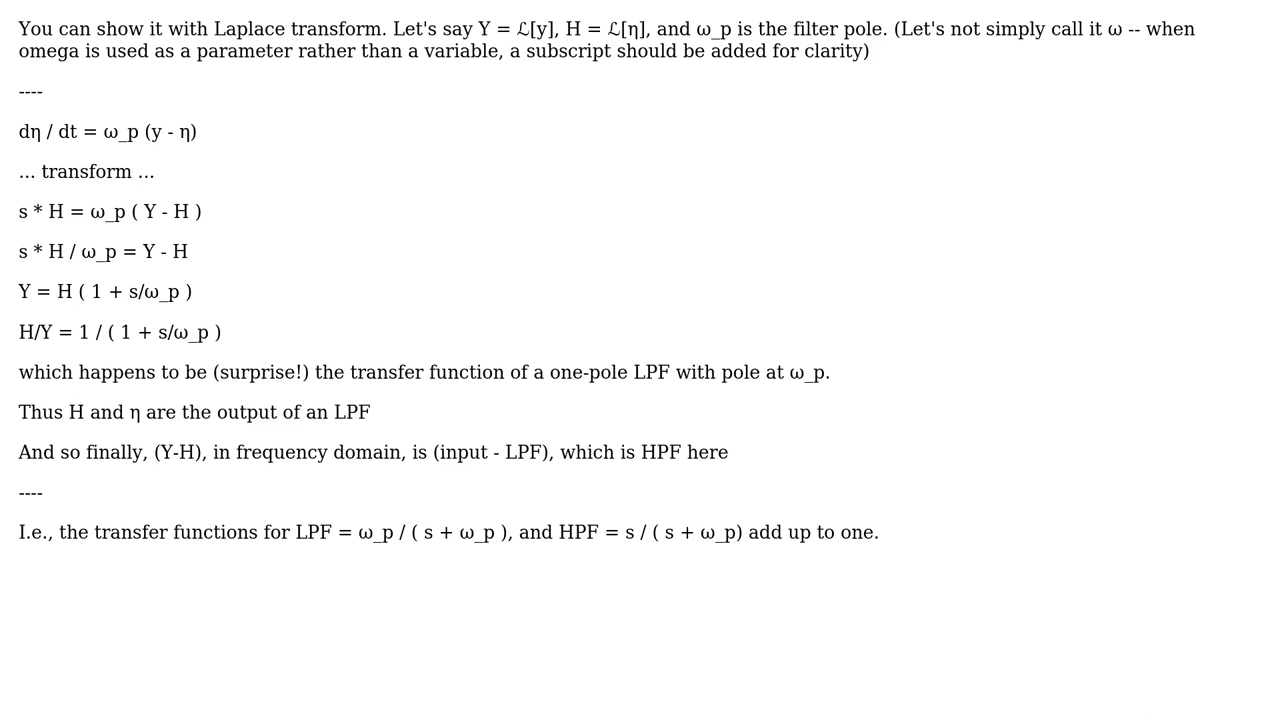 You can show it with Laplace transform. Let's say Y = ℒ[y], H = ℒ[η], and ω_p is the filter pole. (Let's not simply call it ω -- when
omega is used as a parameter rather than a variable, a subscript should be added for clarity)
----
dη / dt = ω_p (y - η)
... transform ...
s * H = ω_p ( Y - H )
s * H / ω_p = Y - H
Y = H ( 1 + s/ω_p )
H/Y = 1 / ( 1 + s/ω_p )
which happens to be (surprise!) the transfer function of a one-pole LPF with pole at ω_p.
Thus H and η are the output of an LPF
And so finally, (Y-H), in frequency domain, is (input - LPF), which is HPF here
----
I.e., the transfer functions for LPF = ω_p / ( s + ω_p ), and HPF = s / ( s + ω_p) add up to one.